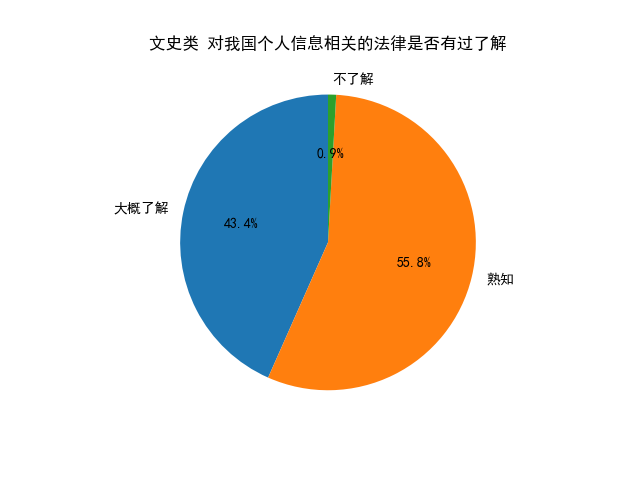 文史类 对我国个人信息相关的法律是否有过了解
不了解
0.9%
大概了解
43.4%
55.8%
熟知